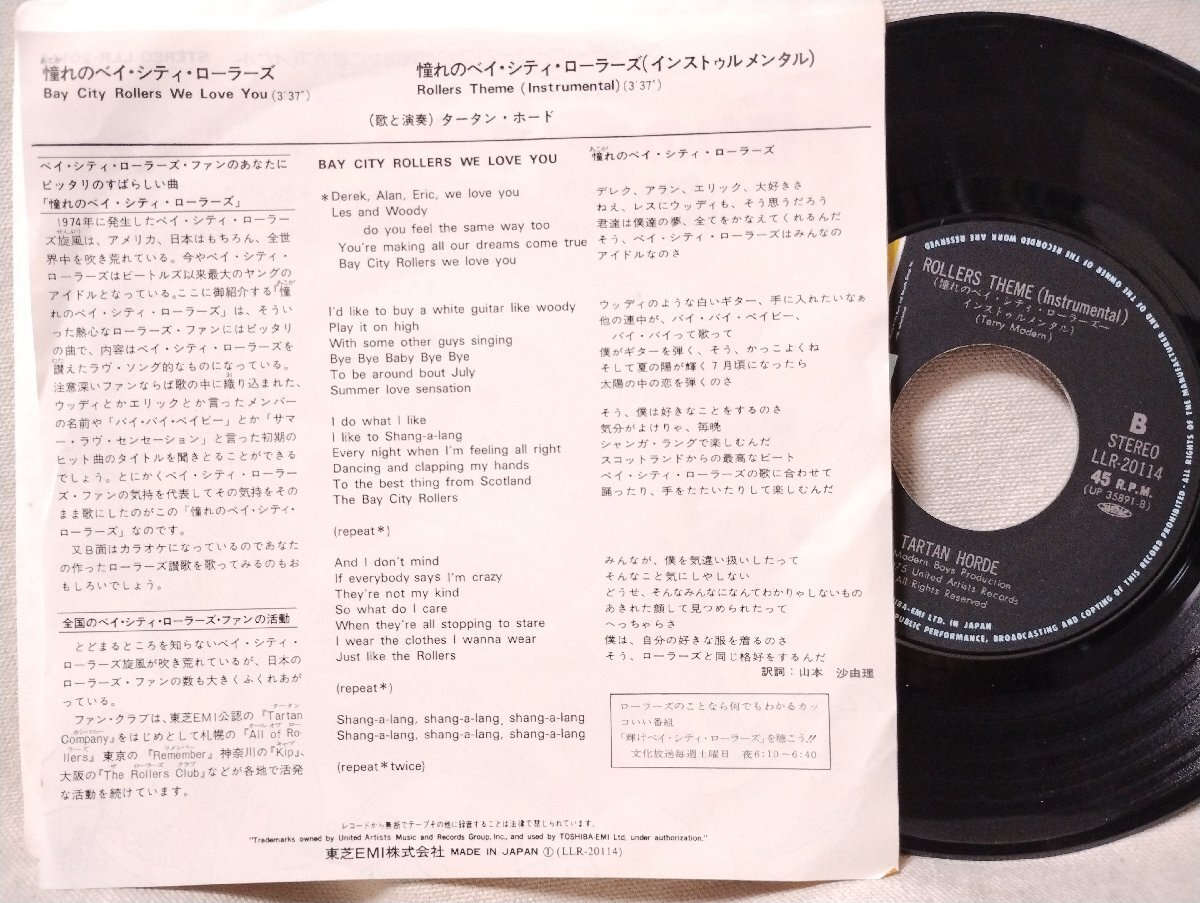 憧れのベイ・シティ・ローラーズ
Bay City Rollers We Love You (3'37")
憧れのベイ・シティ・ローラーズ(インストゥルメンタル)
Rollers Theme (Instrumental) (3'37")
(歌と演奏) タータン・ホード
ベイ・シティ・ローラーズ・ファンのあなたに
ピッタリのすばらしい曲
「憧れのベイ・シティ・ローラーズ」
1974年に発生したベイ・シティ・ローラー
ズ旋風は、アメリカ、日本はもちろん、全世
界中を吹き荒れている。今やベイ・シティ・
ローラーズはビートルズ以来最大のヤングの
アイドルとなっている。ここに御紹介する「憧
れのベイ・シティ・ローラーズ」は、そうい
った熱心なローラーズ・ファンにはピッタリ
の曲で、内容はベイ・シティ・ローラーズを
讃えたラヴ・ソング的なものになっている。
注意深いファンならば歌の中に織り込まれた、
ウッディとかエリックとか言ったメンバー
の名前や「バイ・バイ・ベイビー」とか「サマ
ー・ラヴ・センセーション」と言った初期の
ヒット曲のタイトルを聞きとることができる
でしょう。とにかくベイ・シティ・ローラー
ズ・ファンの気持を代表してその気持をその
まま歌にしたのがこの「憧れのベイ・シティ・
ローラーズ」なのです。
又B面はカラオケになっているのであなた
の作ったローラーズ讃歌を歌ってみるのもお
もしろいでしょう。
全国のベイ・シティ・ローラーズ・ファンの活動
とどまるところを知らないベイ・シティ・
ローラーズ旋風が吹き荒れているが、日本の
ローラーズ・ファンの数も大きくふくれあが
っている。
ファン・クラブは、東芝EMI公認の『Tartan
Company』をはじめとして札幌の『All of Ro-
llers』東京の『Remember』神奈川の『Kip』、
大阪の『The Rollers Club』などが各地で活発
な活動を続けています。
BAY CITY ROLLERS WE LOVE YOU
*Derek, Alan, Eric, we love you
Les and Woody
do you feel the same way too
You're making all our dreams come true
Bay City Rollers we love you
I'd like to buy a white guitar like woody
Play it on high
With some other guys singing
Bye Bye Baby Bye Bye
To be around bout July
Summer love sensation
I do what I like
I like to Shang-a-lang
Every night when I'm feeling all right
Dancing and clapping my hands
To the best thing from Scotland
The Bay City Rollers
(repeat*)
And I don't mind
If everybody says I'm crazy
They're not my kind
So what do I care
When they're all stopping to stare
I wear the clothes I wanna wear
Just like the Rollers
(repeat*)
Shang-a-lang, shang-a-lang, shang-a-lang
Shang-a-lang, shang-a-lang, shang-a-lang
(repeat*twice)
憧れのベイ・シティ・ローラーズ
デレク、アラン、エリック、大好きさ
ねえ、レスにウッディも、そう思うだろう
君達は僕達の夢、全てをかなえてくれるんだ
そう、ベイ・シティ・ローラーズはみんなの
アイドルなのさ
ウッディのような白いギター、手に入れたいなぁ
他の連中が、バイ・バイ・ベイビー、
バイ・バイって歌って
僕がギターを弾く、そう、かっこよくね
そして夏の陽が輝く7月頃になったら
太陽の中の恋を弾くのさ
そう、僕は好きなことをするのさ
気分がよけりゃ、毎晩
シャンガ・ラングで楽しむんだ
スコットランドからの最高なビート
ベイ・シティ・ローラーズの歌に合わせて
踊ったり、手をたたいたりして楽しむんだ
みんなが、僕を気違い扱いしたって
そんなこと気にしやしない
どうせ、そんなみんなになんてわかりゃしないもの
あきれた顔して見つめられたって
へっちゃらさ
僕は、自分の好きな服を着るのさ
そう、ローラーズと同じ格好をするんだ
訳詞：山本 沙由理
ローラーズのことなら何でもわかるカッ
コいい番組
「輝けベイ・シティ・ローラーズ」を聴こう!!
文化放送毎週土曜日 夜6:10〜6:40
レコードから無断でテープその他に録音することは法律で禁じられています。
"Trademarks owned by United Artists Music and Records Group, Inc., and used by TOSHIBA-EMI Ltd, under authorization."
東芝EMI株式会社 MADE IN JAPAN ① (LLR-20114)
ROLLERS THEME (Instrumental)
(憧れのベイ・シティ・ローラーズー
インストゥルメンタル)
(Terry Modern)
B
STEREO
LLR-20114
45 R.P.M.
(UP 35891-B)
TARTAN HORDE
Modern Boys Production
75 United Artists Records
All Rights Reserved
OF THE MANUFACTURER AND OF THE OWNER OF THE RECORDED WORK ARE RESERVED
IBA-EMI LTD. IN JAPAN
PUBLIC PERFORMANCE, BROADCASTING AND COPYING OF THIS RECORD PROHIBITED·ALL RIGHTS